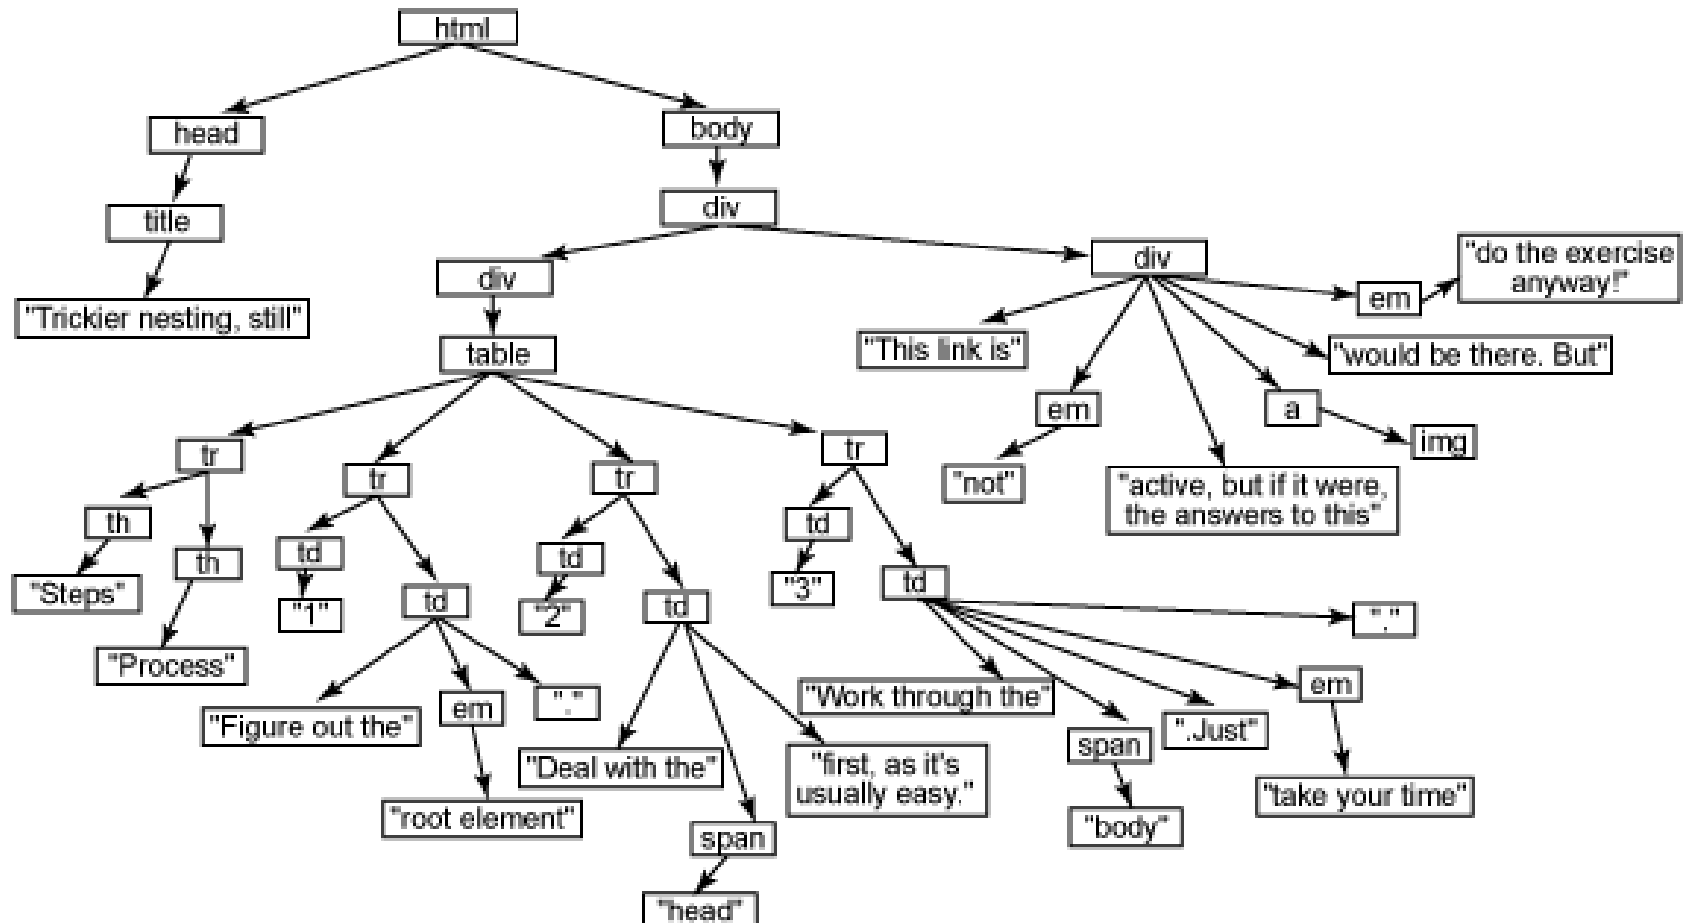 html
head
body
title
div
"Trickier nesting, still"
div
div
"do the exercise
anyway!"
em
table
"This link is"
"would be there. But"
em
a
img
"not"
"active, but if it were,
the answers to this"
tr
tr
tr
tr
th
th
"Steps"
"Process"
td
"1"
td
"Figure out the"
em
"."
"root element"
td
"2"
td
"Deal with the"
span
"first, as it's
usually easy."
"head"
td
"3"
td
"Work through the"
span
".Just"
em
"."
"body"
"take your time"